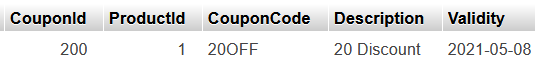 CouponId ProductId CouponCode Description Validity
200 1 20OFF 20 Discount 2021-05-08